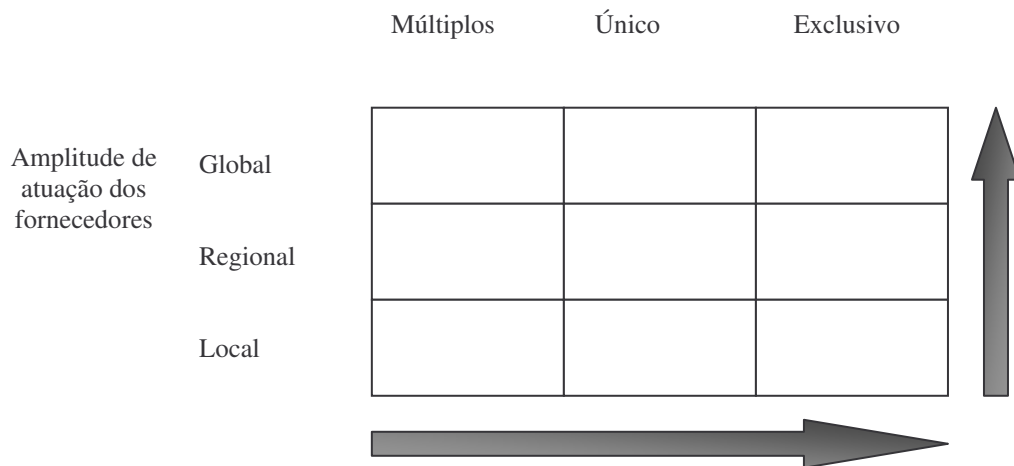 Múltiplos Único Exclusivo
Amplitude de
atuação dos
fornecedores
Global
Regional
Local